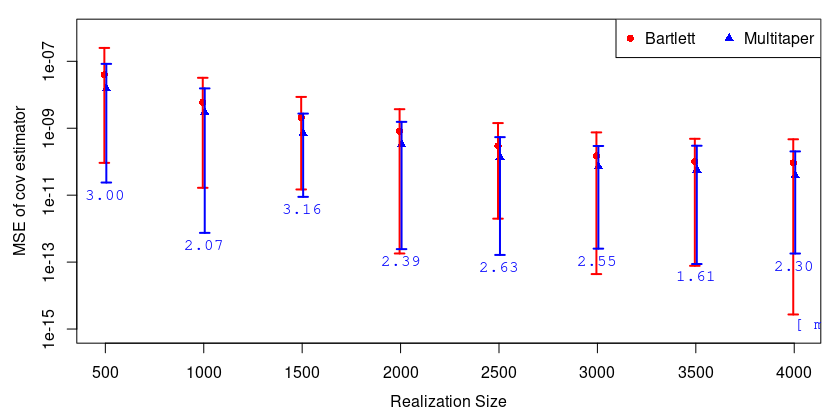 Bartlett Multitaper
MSE of cov estimator
1e-07
1e-09
1e-11
1e-13
1e-15
3.00
2.07
3.16
2.39
2.63
2.55
1.61
2.30
[ m
500 1000 1500 2000 2500 3000 3500 4000
Realization Size